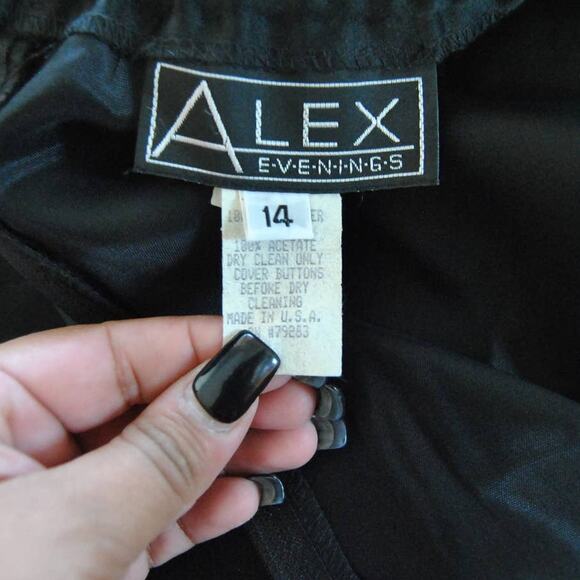 ALEX
E·V·E·N·I·N·G·S
14
100% ACETATE
DRY CLEAN ONLY
COVER BUTTONS
BEFORE DRY
CLEANING
MADE IN U.S.A.
#79283